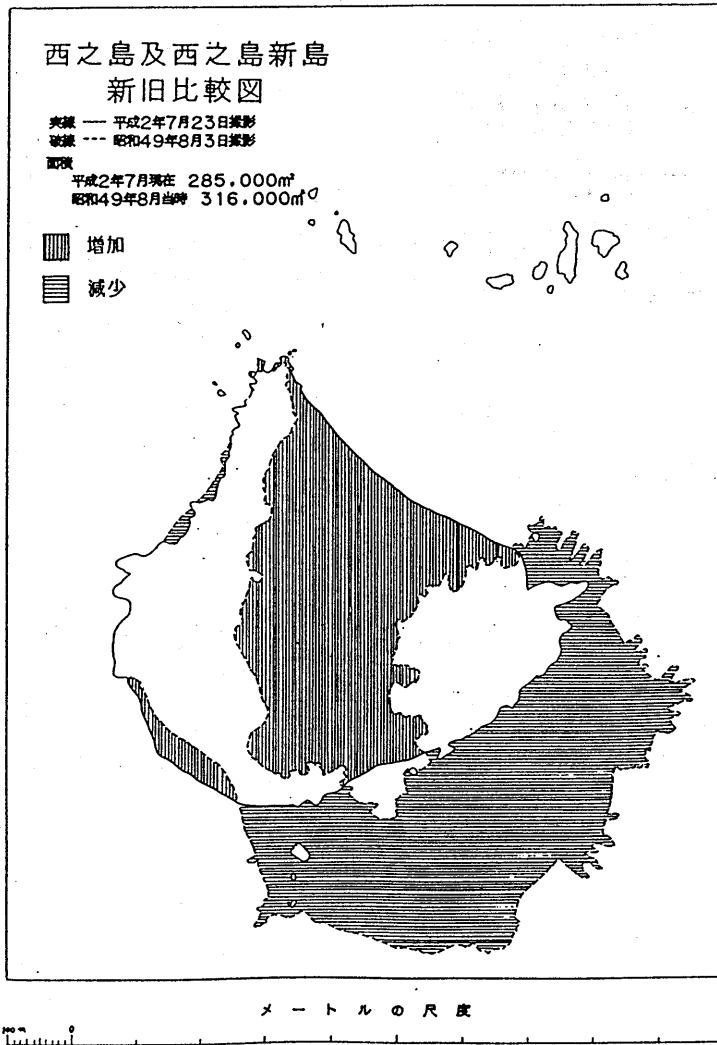 西之島及西之島新島
新旧比較図
実線 ── 平成2年7月23日撮影
破線 --- 昭和49年8月3日撮影
面積
平成2年7月現在 285.000㎡
昭和49年8月当時 316.000㎡
増加
減少
メートルの尺度
100 m 0